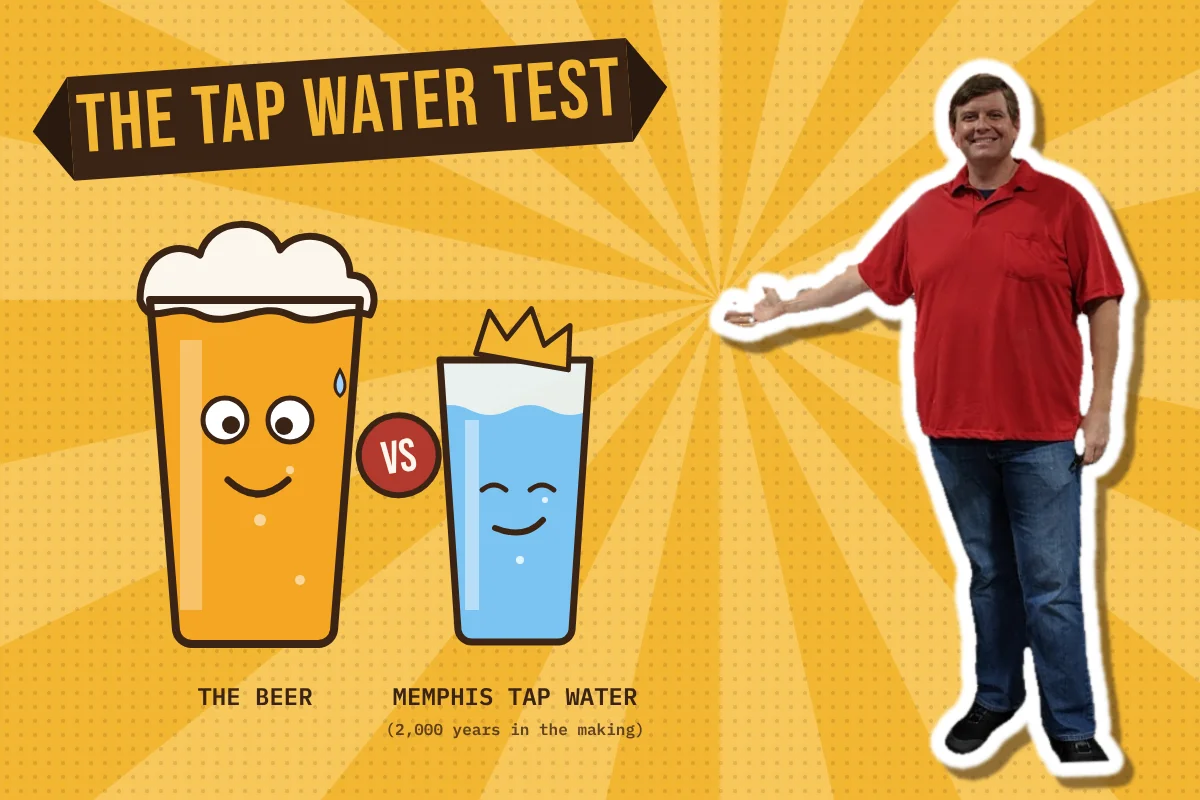 THE TAP WATER TEST
VS
THE BEER
MEMPHIS TAP WATER
(2,000 years in the making)